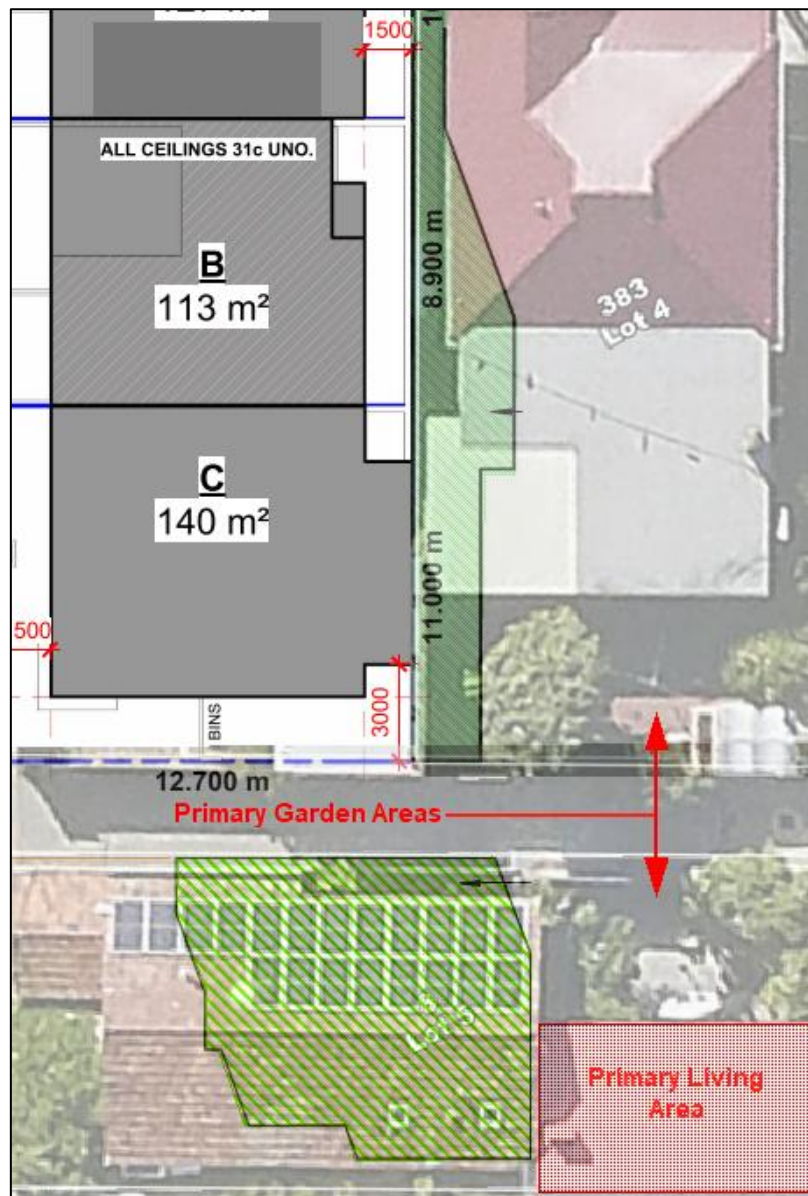 1500
ALL CEILINGS 31c UNO.
B
113 m²
8.900 m
383
Lot 4
C
140 m²
11.000 m
500
BINS
3000
12.700 m
Primary Garden Areas
Primary Living
Area